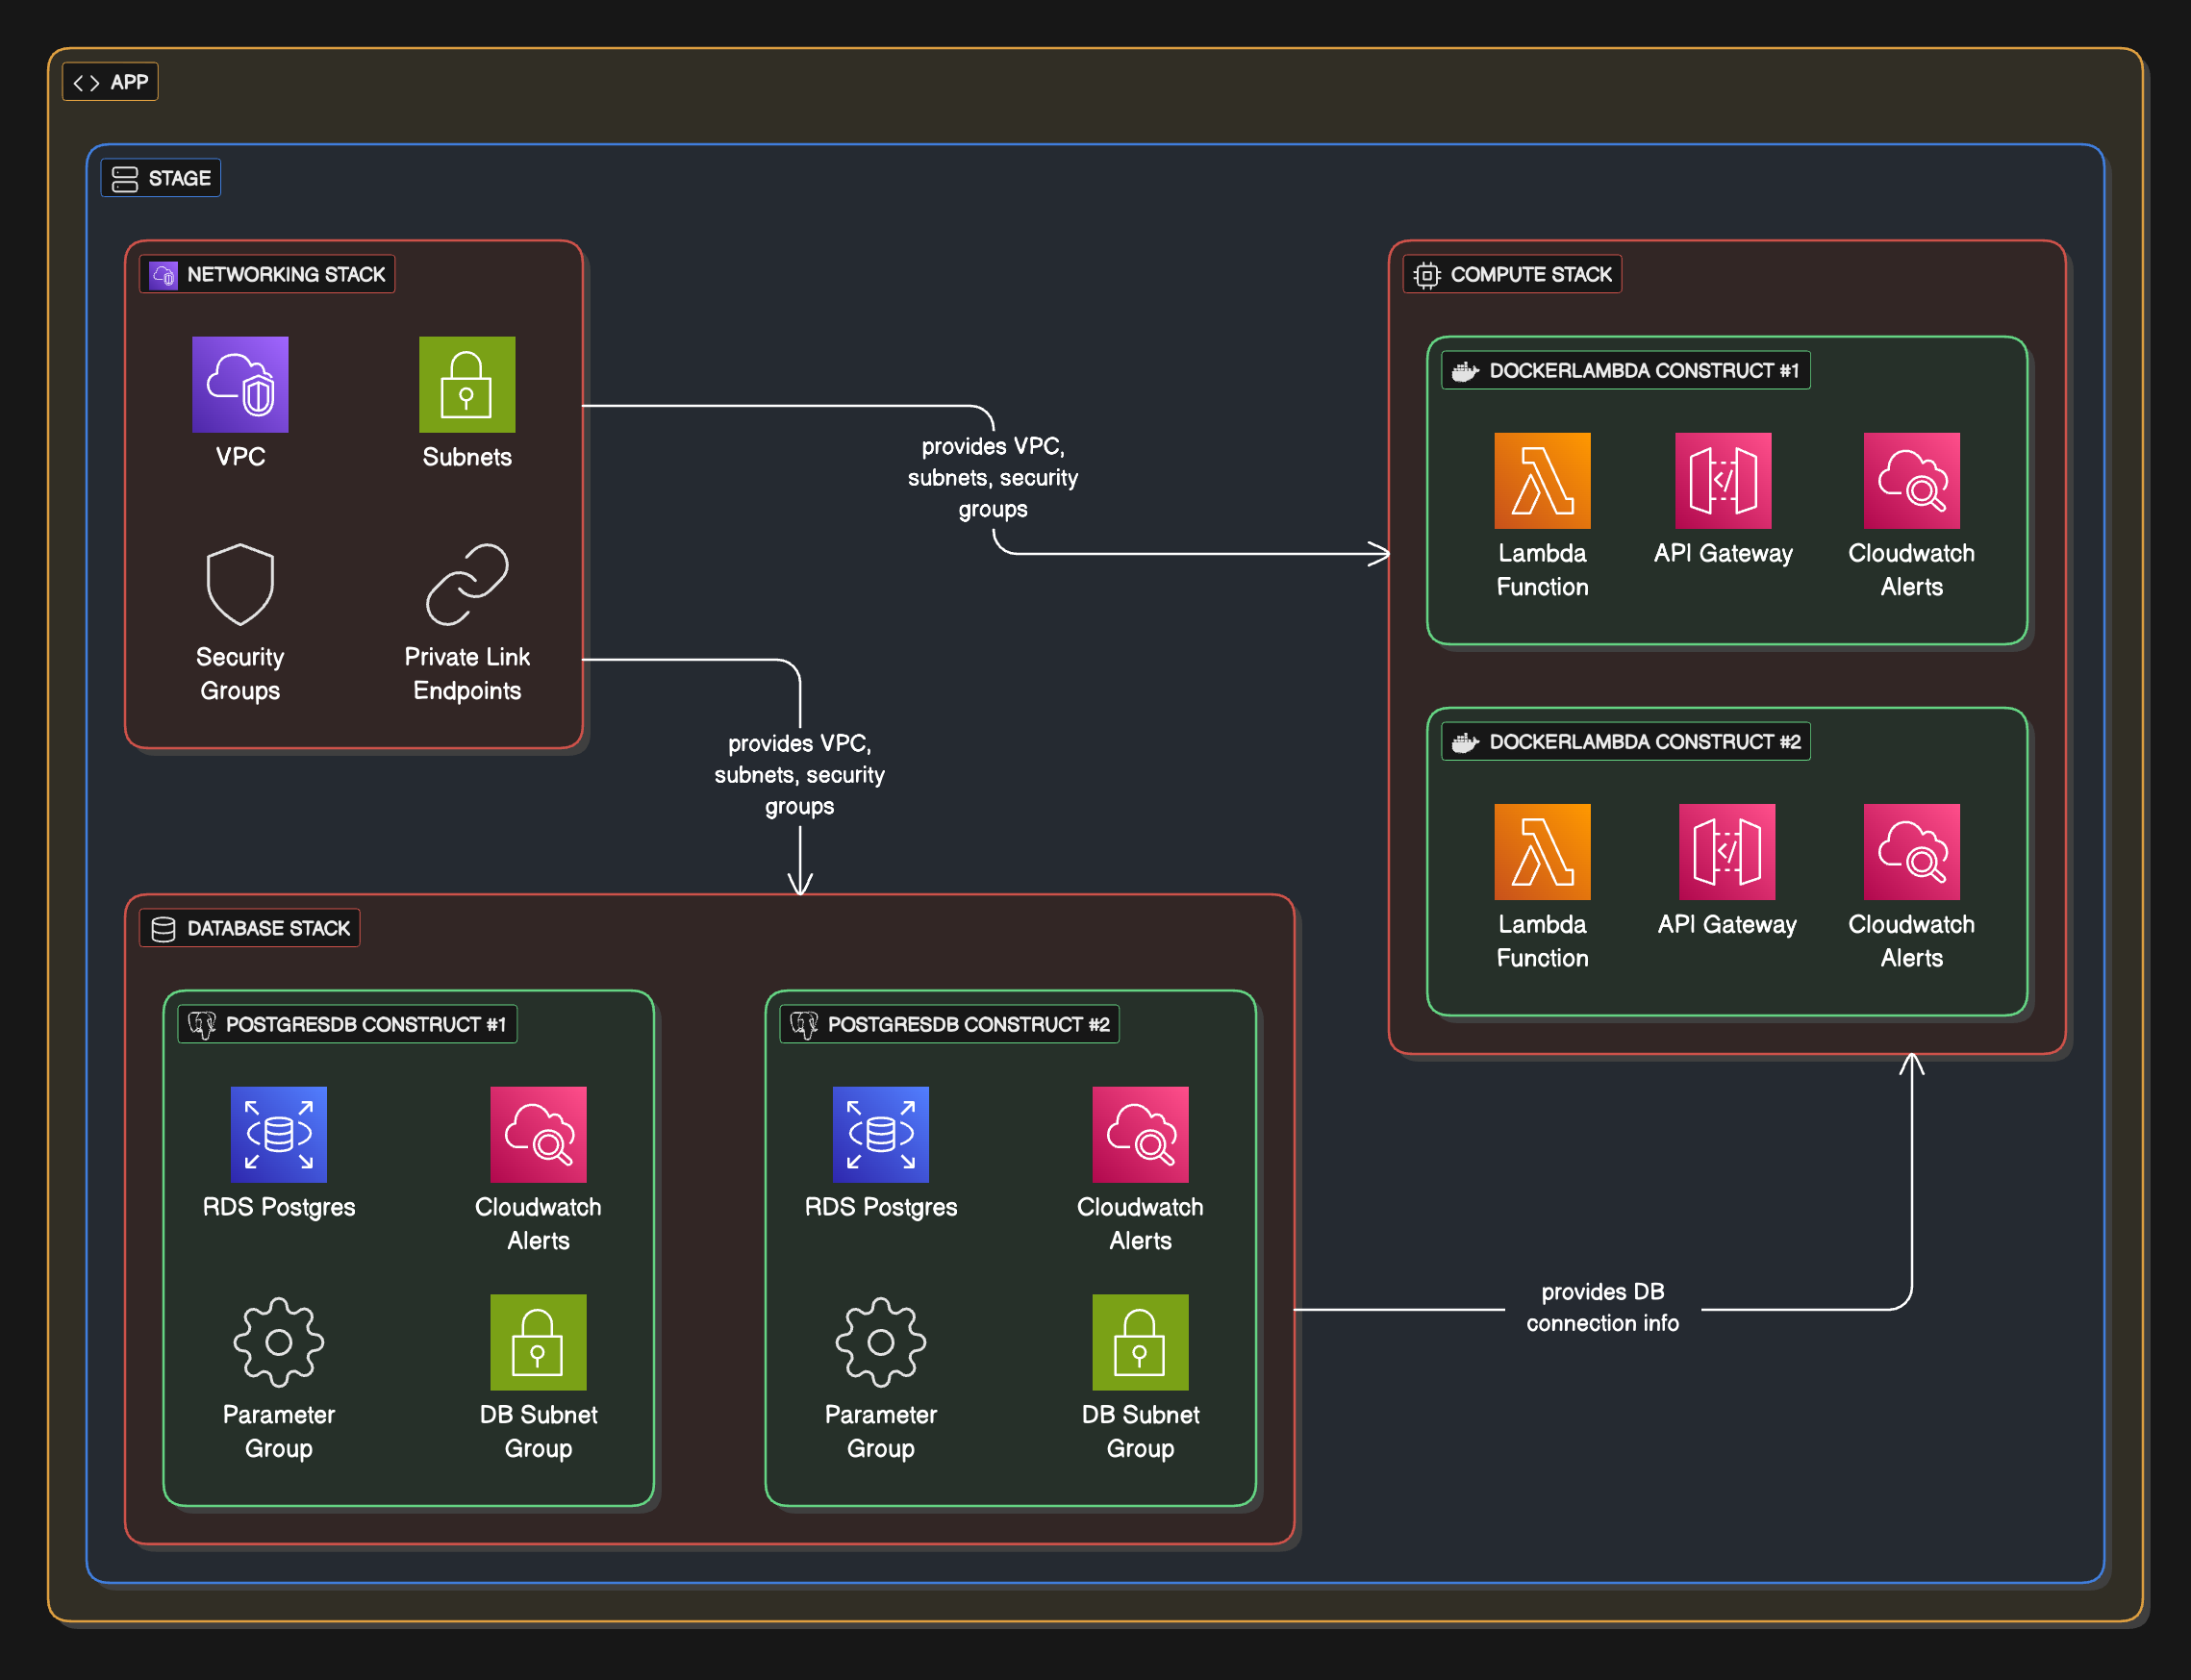 APP
STAGE
NETWORKING STACK
VPC
Subnets
Security
Groups
Private Link
Endpoints
provides VPC,
subnets, security
groups
provides VPC,
subnets, security
groups
COMPUTE STACK
DOCKERLAMBDA CONSTRUCT #1
Lambda
Function
API Gateway
Cloudwatch
Alerts
DOCKERLAMBDA CONSTRUCT #2
Lambda
Function
API Gateway
Cloudwatch
Alerts
DATABASE STACK
POSTGRESDB CONSTRUCT #1
RDS Postgres
Cloudwatch
Alerts
Parameter
Group
DB Subnet
Group
POSTGRESDB CONSTRUCT #2
RDS Postgres
Cloudwatch
Alerts
Parameter
Group
DB Subnet
Group
provides DB
connection info